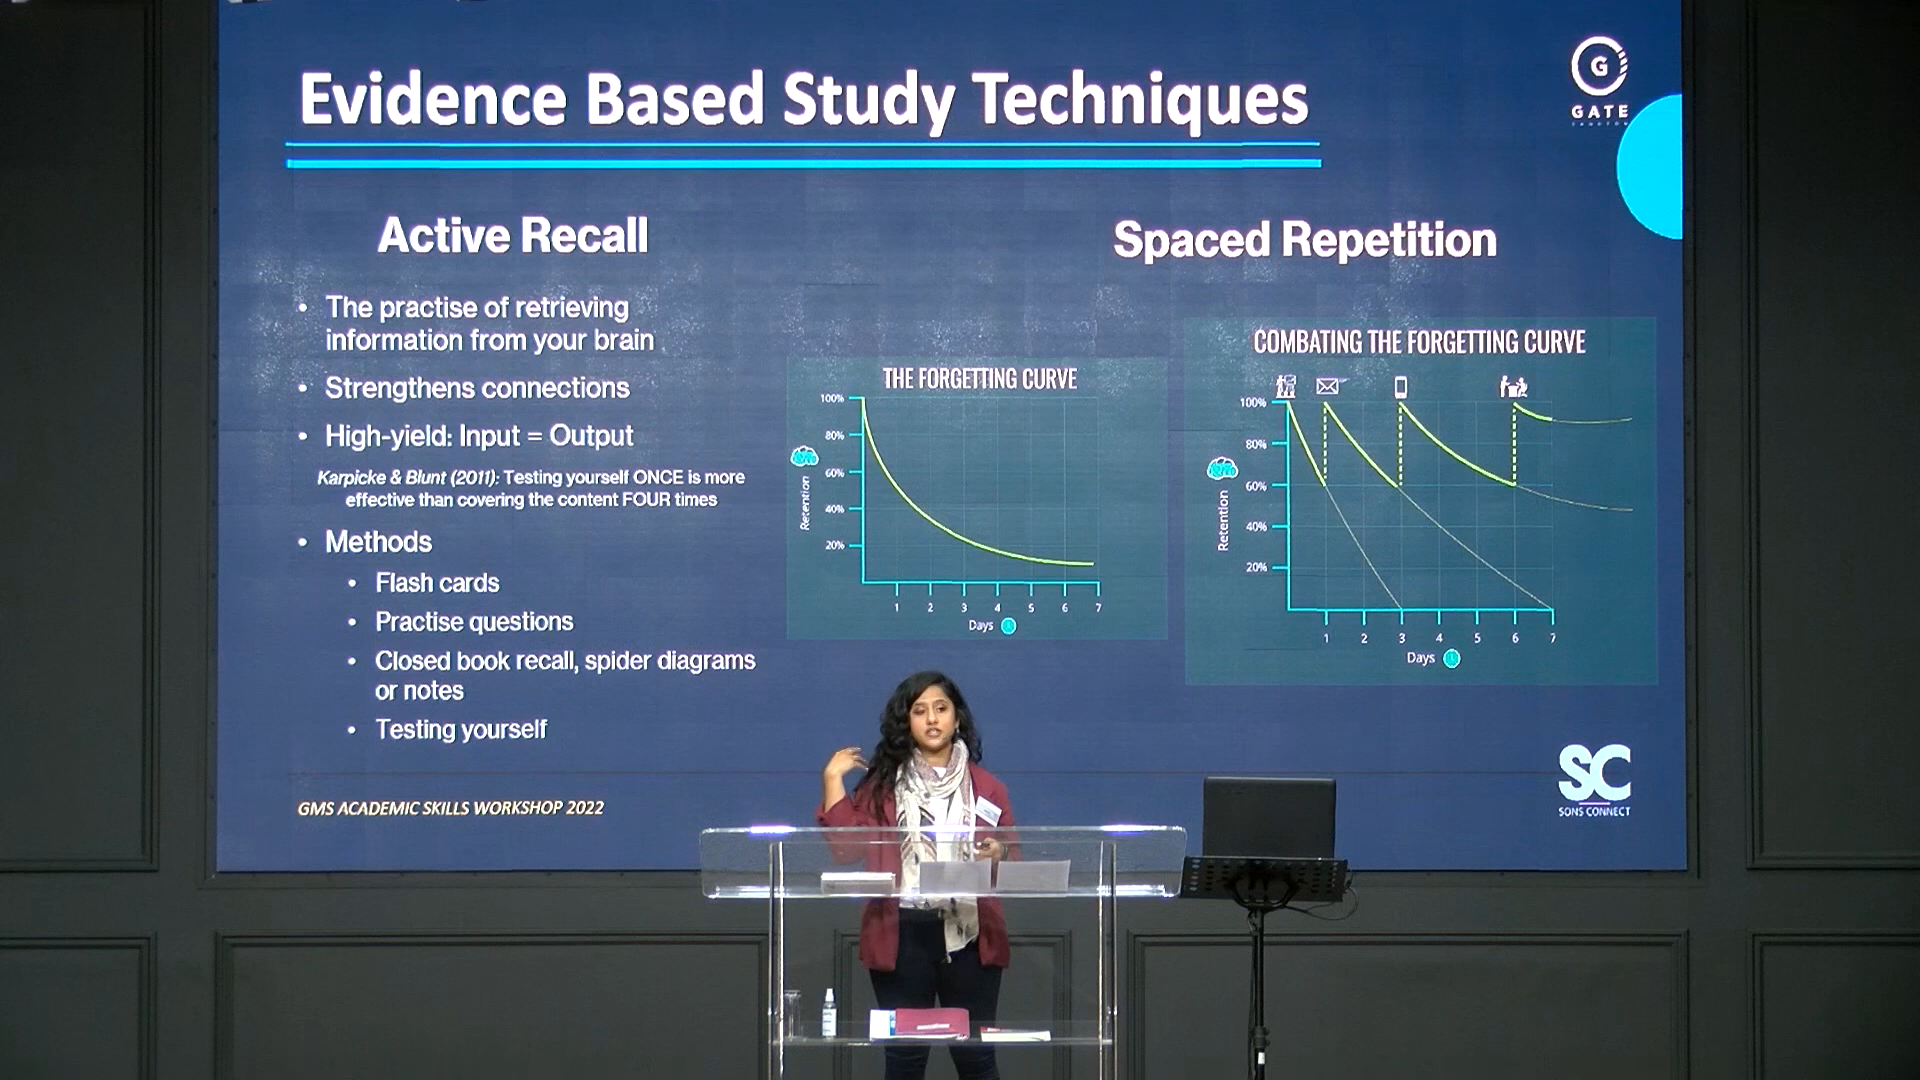 Evidence Based Study Techniques
G
GATE
Active Recall
• The practise of retrieving
information from your brain
• Strengthens connections
• High-yield: Input = Output
Karpicke & Blunt (2011): Testing yourself ONCE is more
effective than covering the content FOUR times
• Methods
• Flash cards
• Practise questions
• Closed book recall, spider diagrams
or notes
• Testing yourself
Spaced Repetition
THE FORGETTING CURVE
100%
80%
60%
40%
20%
Retention
1 2 3 4 5 6 7
Days
COMBATING THE FORGETTING CURVE
100%
80%
60%
40%
20%
Retention
1 2 3 4 5 6 7
Days
GMS ACADEMIC SKILLS WORKSHOP 2022
SC
SONS CONNECT